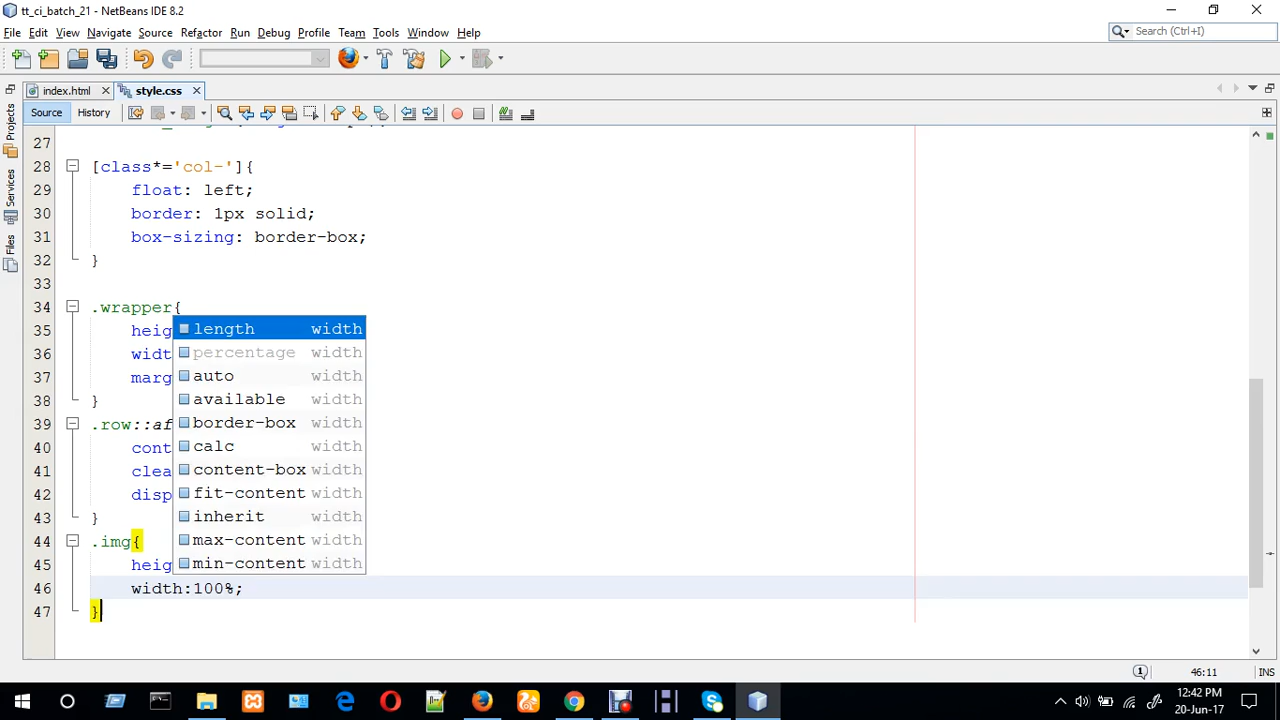 tt_ci_batch_21 - NetBeans IDE 8.2
File Edit View Navigate Source Refactor Run Debug Profile Team Tools Window Help
Search (Ctrl+I)
index.html style.css
Source History
Projects
Services
Files
27
28 [class*='col-']{
29 float: left;
30 border: 1px solid;
31 box-sizing: border-box;
32 }
33
34 .wrapper{
length width
35 heig
percentage width
36 widt
auto width
37 marg
available width
38 }
border-box width
39 .row::af
calc width
40 cont
content-box width
41 clea
fit-content width
42 disp
inherit width
43 }
max-content width
44 .img{
min-content width
45 heig
46 width:100%;
47 }
1 46:11 INS
12:42 PM
20-Jun-17